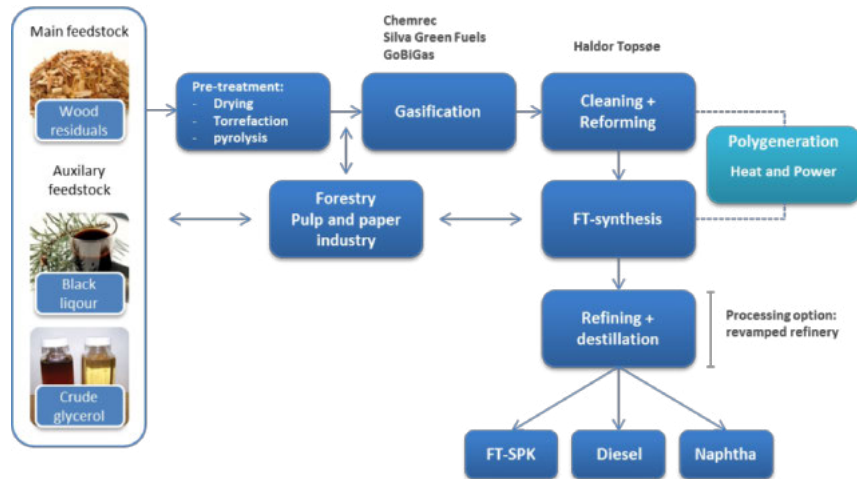 Main feedstock
Wood
residuals
Auxilary
feedstock
Black
liqour
Crude
glycerol
Pre-treatment:
- Drying
- Torrefaction
- pyrolysis
Chemrec
Silva Green Fuels
GoBiGas
Gasification
Haldor Topsøe
Cleaning +
Reforming
Polygeneration
Heat and Power
Forestry
Pulp and paper
industry
FT-synthesis
Refining +
destillation
Processing option:
revamped refinery
FT-SPK
Diesel
Naphtha